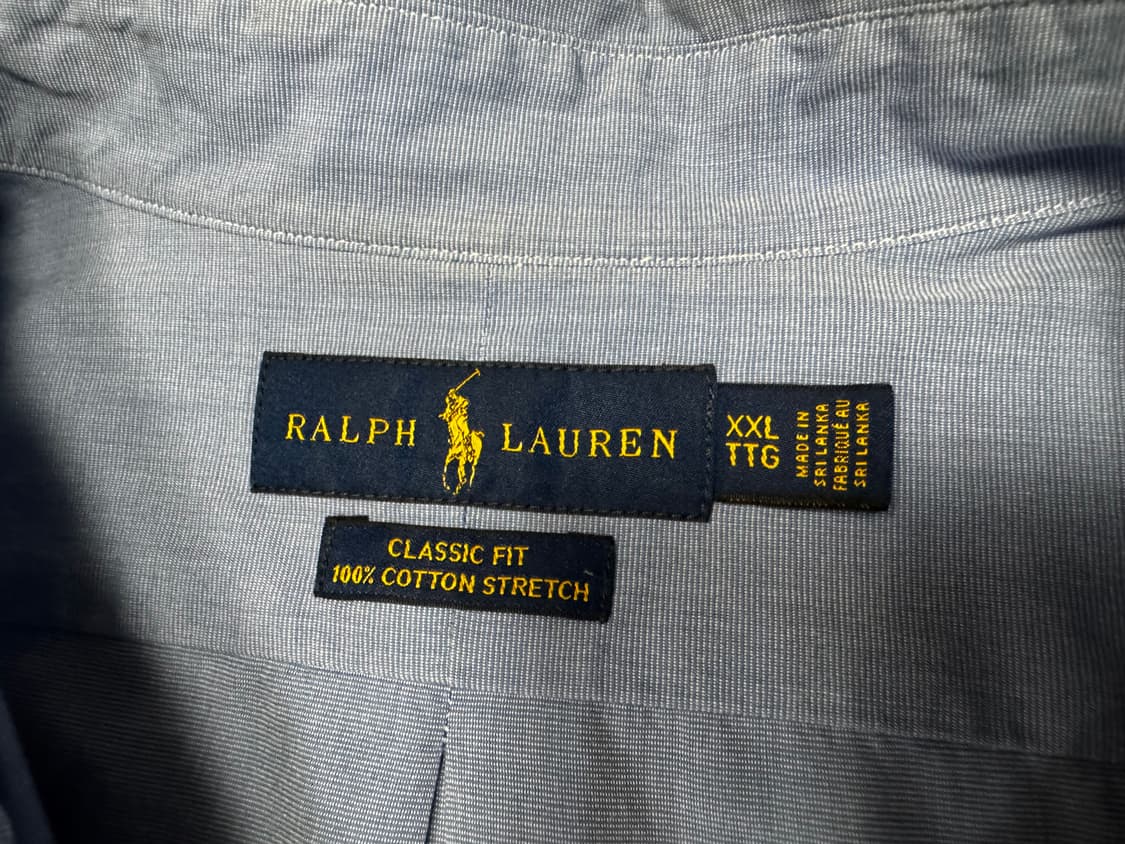 RALPH LAUREN
XXL
TTG
MADE IN
SRI LANKA
FABRIQUÉ AU
SRI LANKA
CLASSIC FIT
100% COTTON STRETCH